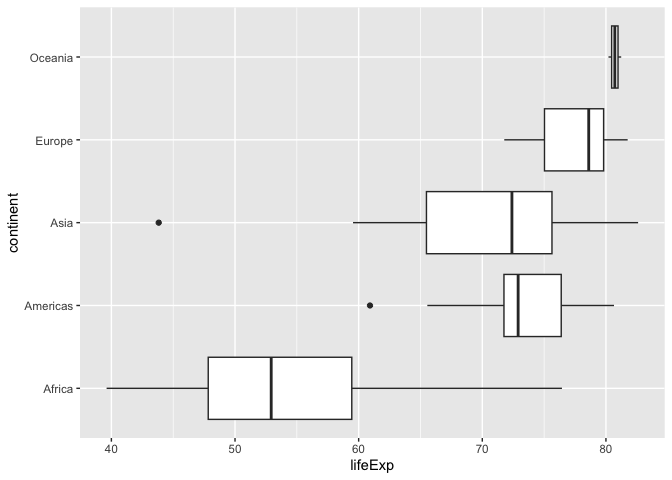 Oceania
Europe
Asia
Americas
Africa
continent
40 50 60 70 80
lifeExp